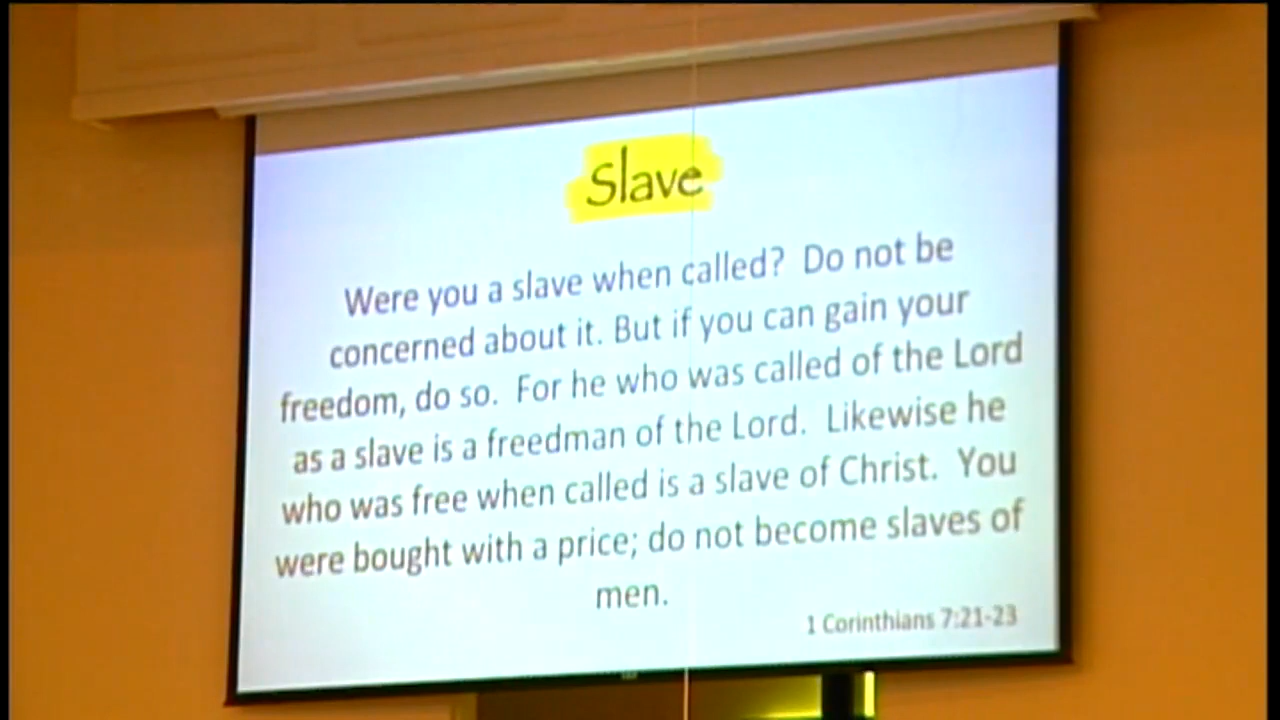 Slave
Were you a slave when called?  Do not be
concerned about it. But if you can gain your
freedom, do so.  For he who was called of the Lord
as a slave is a freedman of the Lord.  Likewise he
who was free when called is a slave of Christ.  You
were bought with a price; do not become slaves of
men.
1 Corinthians 7:21-23